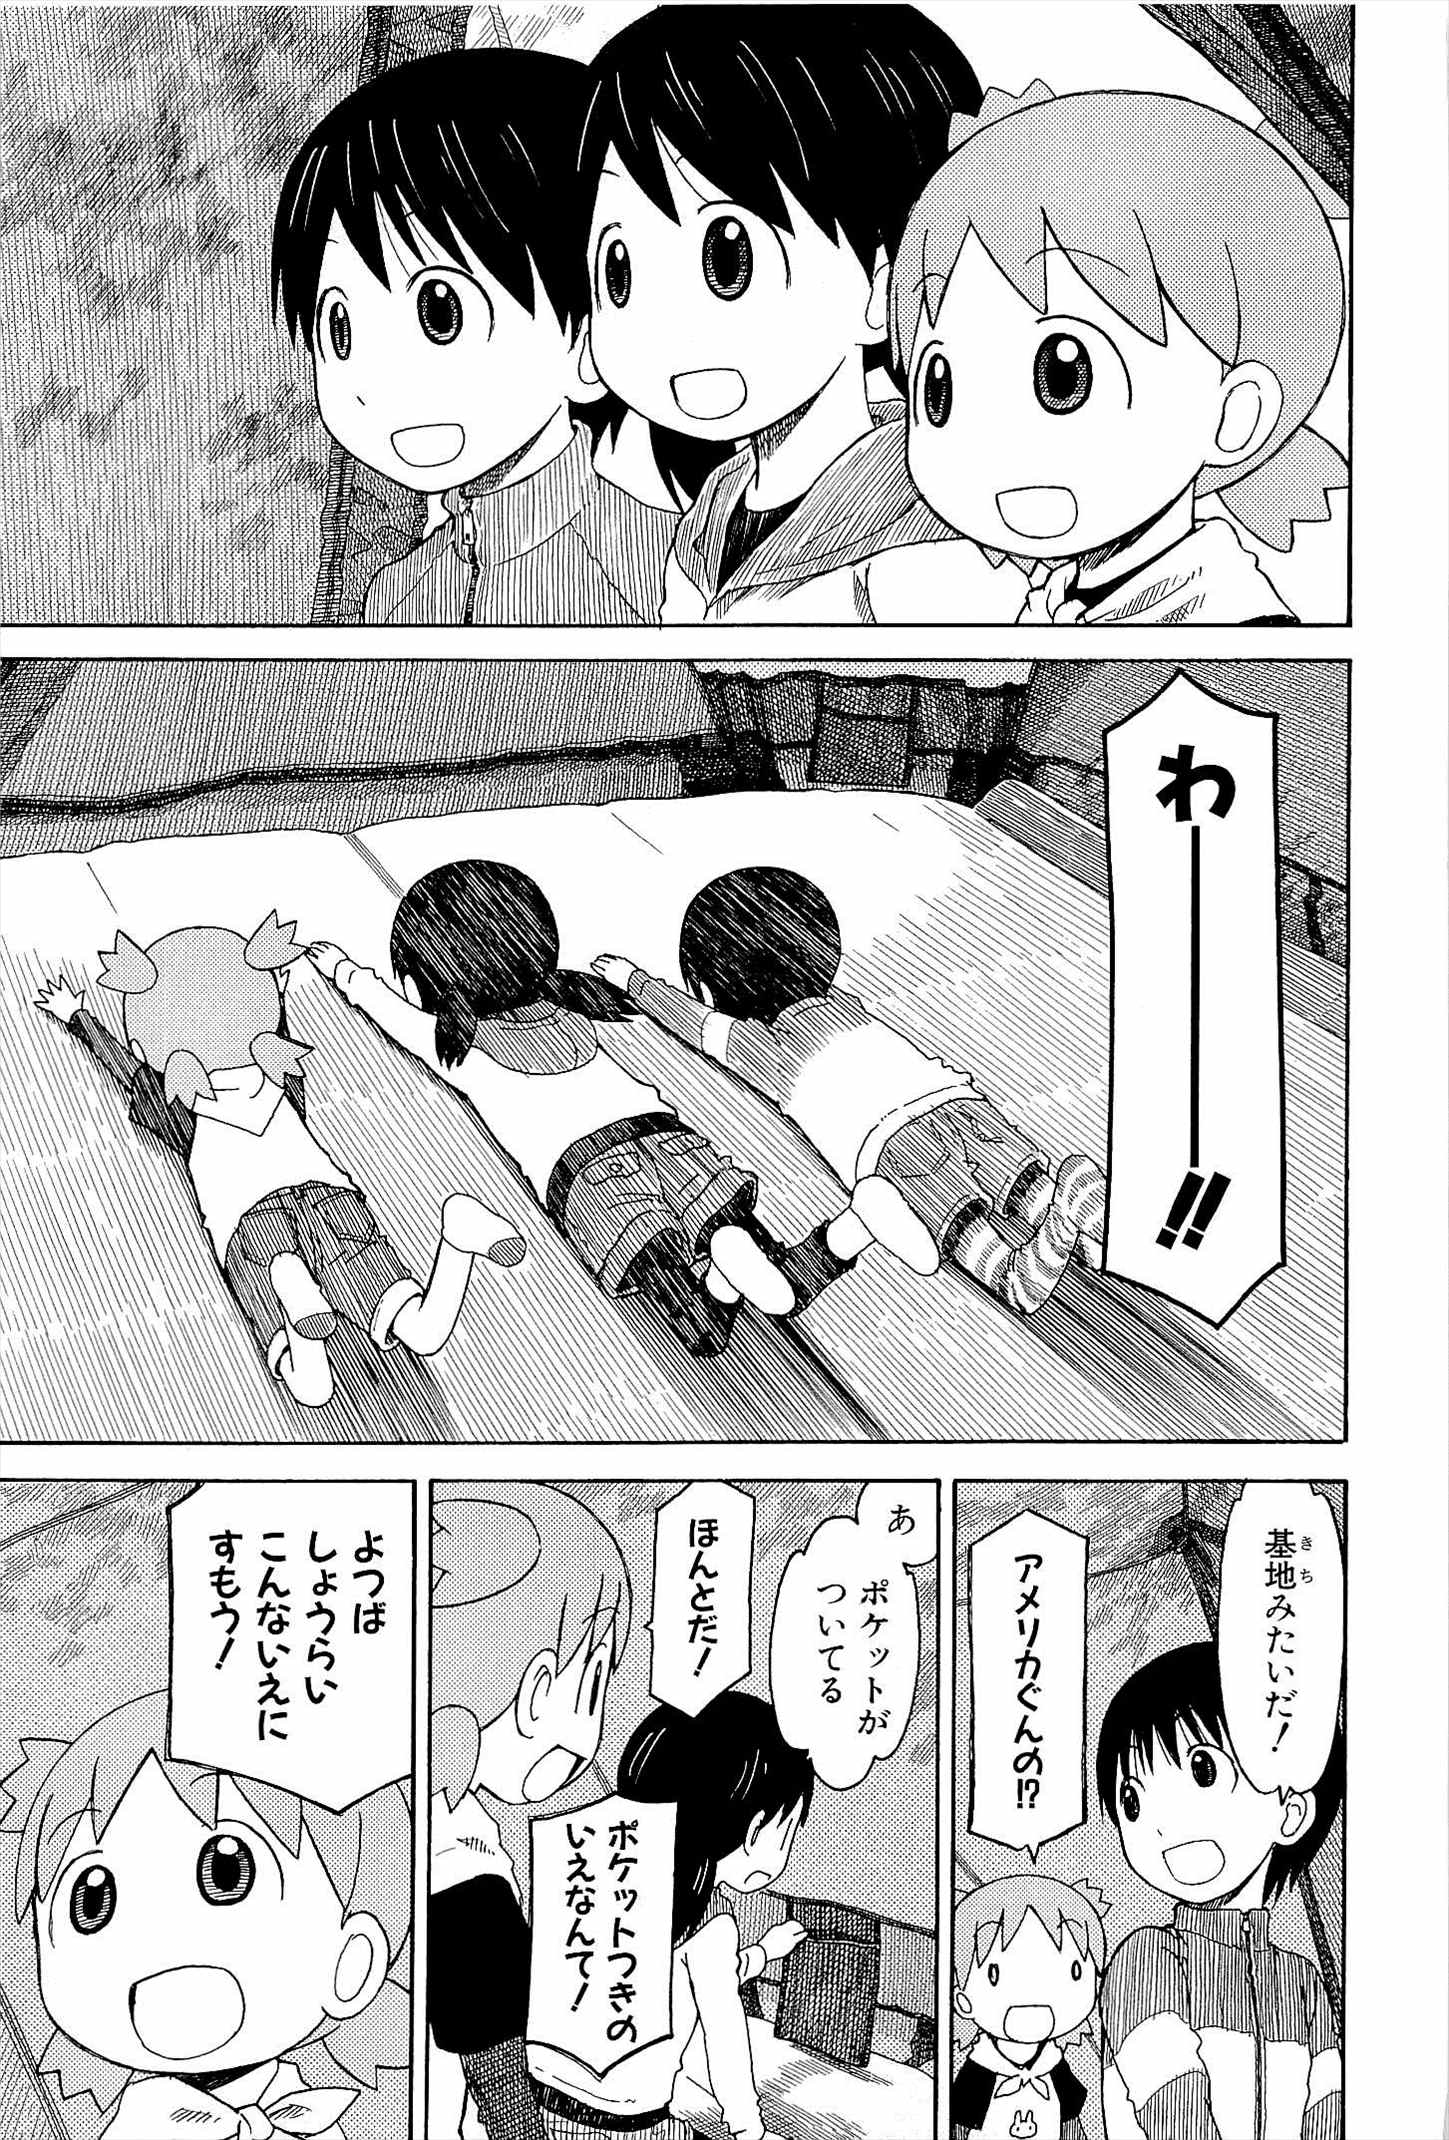 わーーー!!
基地みたいだ!
きち
アメリカぐんの!?
あ
ポケットが
ついてる
ほんとだ!
ポケットつきの
いえなんて!
よつば
しょうらい
こんないえに
すもう!